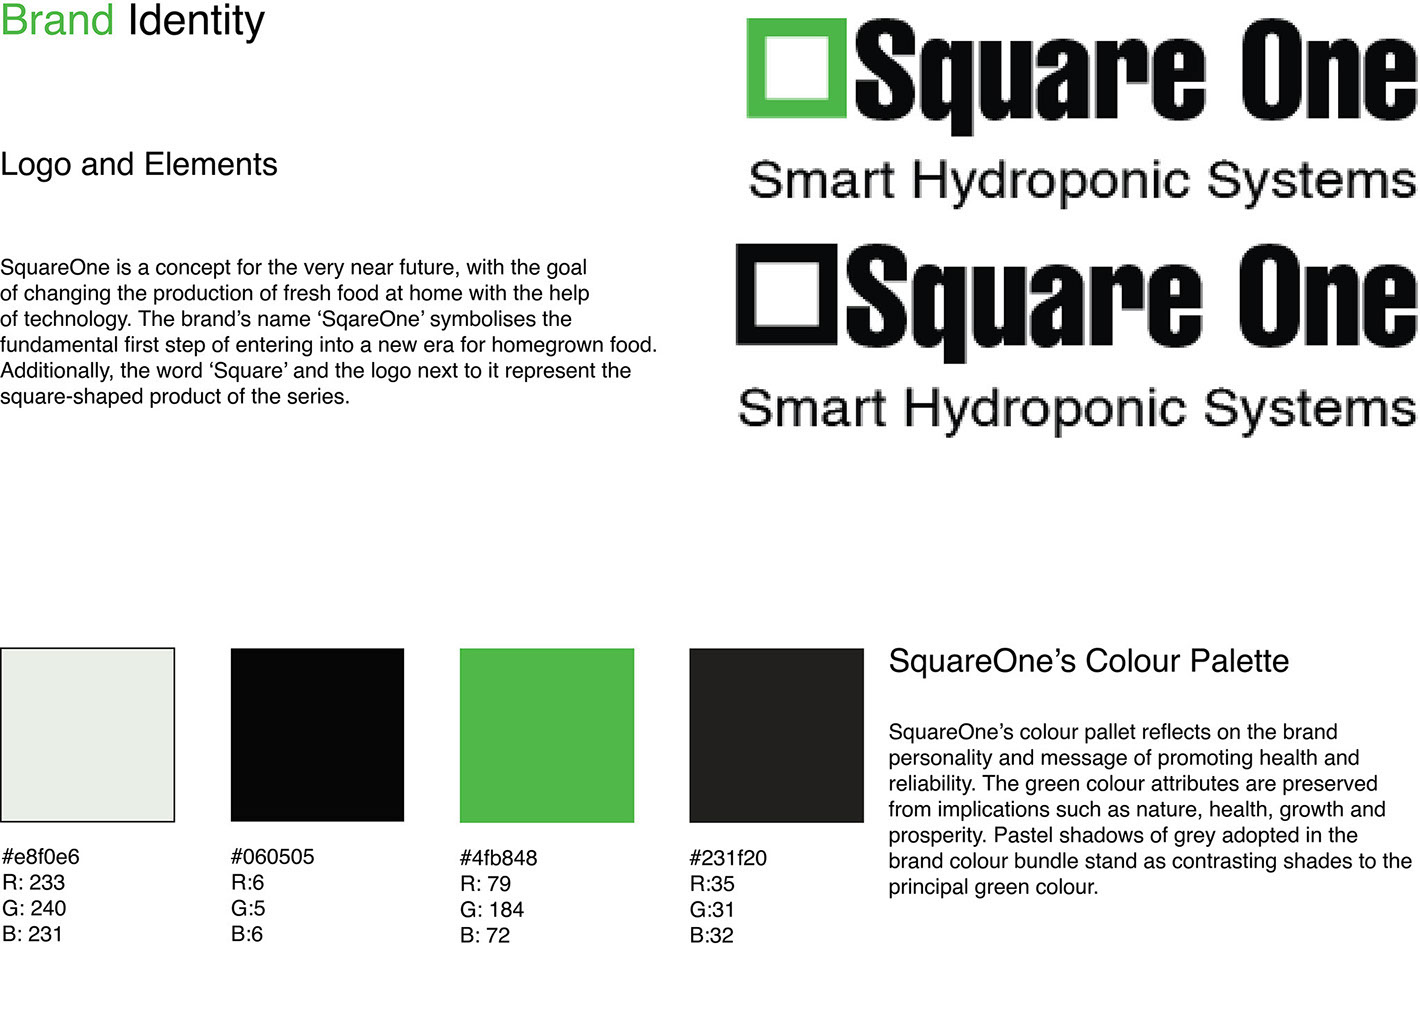 Brand Identity
Square One
Smart Hydroponic Systems
Logo and Elements
Square One
Smart Hydroponic Systems
SquareOne is a concept for the very near future, with the goal
of changing the production of fresh food at home with the help
of technology. The brand’s name ‘SqareOne’ symbolises the
fundamental first step of entering into a new era for homegrown food.
Additionally, the word ‘Square’ and the logo next to it represent the
square-shaped product of the series.
#e8f0e6
R: 233
G: 240
B: 231
#060505
R:6
G:5
B:6
#4fb848
R: 79
G: 184
B: 72
#231f20
R:35
G:31
B:32
SquareOne’s Colour Palette
SquareOne’s colour pallet reflects on the brand
personality and message of promoting health and
reliability. The green colour attributes are preserved
from implications such as nature, health, growth and
prosperity. Pastel shadows of grey adopted in the
brand colour bundle stand as contrasting shades to the
principal green colour.